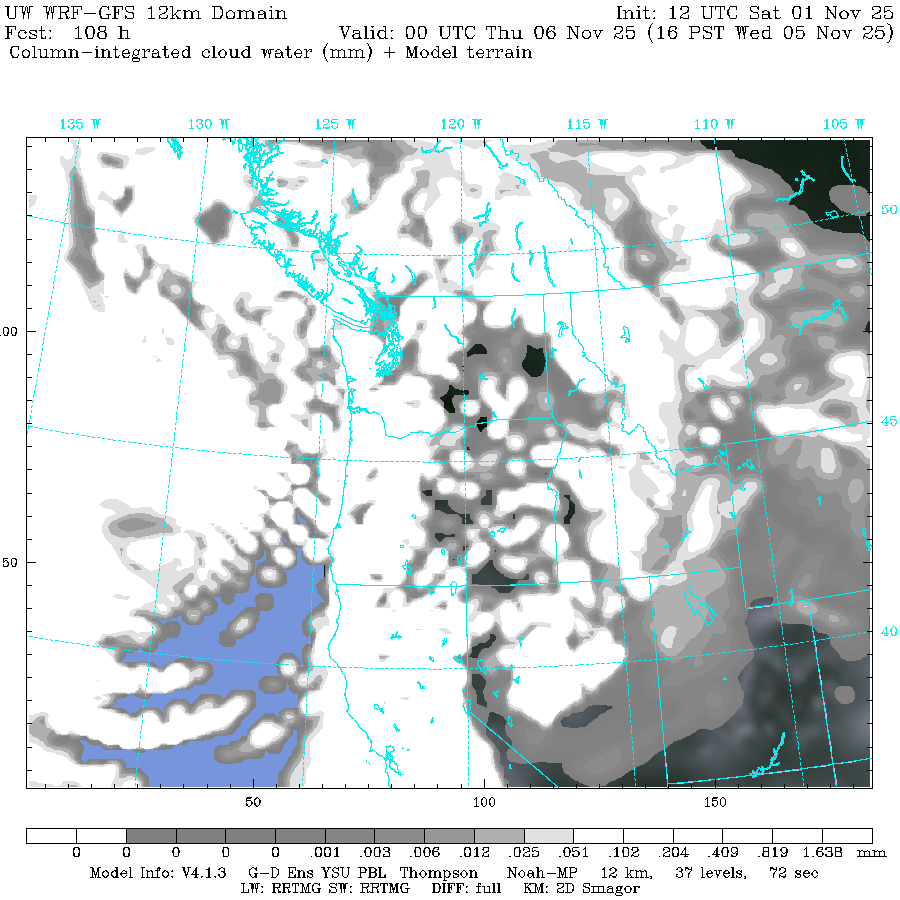 UW WRF-GFS 12km Domain Init: 12 UTC Sat 01 Nov 25
Fcst: 108 h Valid: 00 UTC Thu 06 Nov 25 (16 PST Wed 05 Nov 25)
Column-integrated cloud water (mm) + Model terrain
135 W 130 W 125 W 120 W 115 W 110 W 105 W
50
00
45
50
40
50 100 150
0 0 0 0 0 .001 .003 .006 .012 .025 .051 .102 .204 .409 .819 1.638 mm
Model Info: V4.1.3 G-D Ens YSU PBL Thompson Noah-MP 12 km, 37 levels, 72 sec
LW: RRTMG SW: RRTMG DIFF: full KM: 2D Smagor